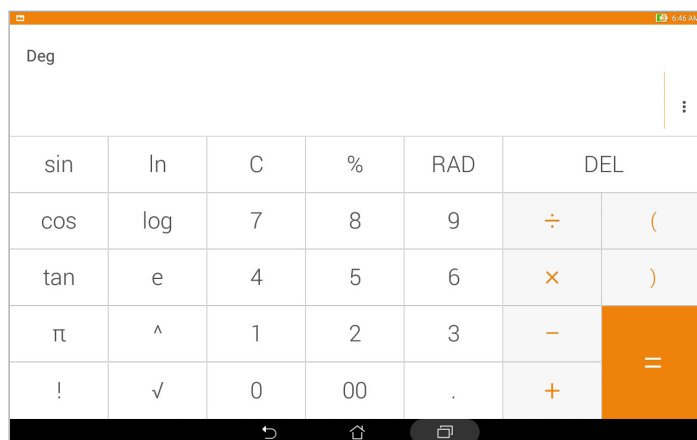 6:46 AM
Deg
sin ln C % RAD DEL
cos log 7 8 9 ÷ (
tan e 4 5 6 × )
π ^ 1 2 3 −
=
! √ 0 00 . +